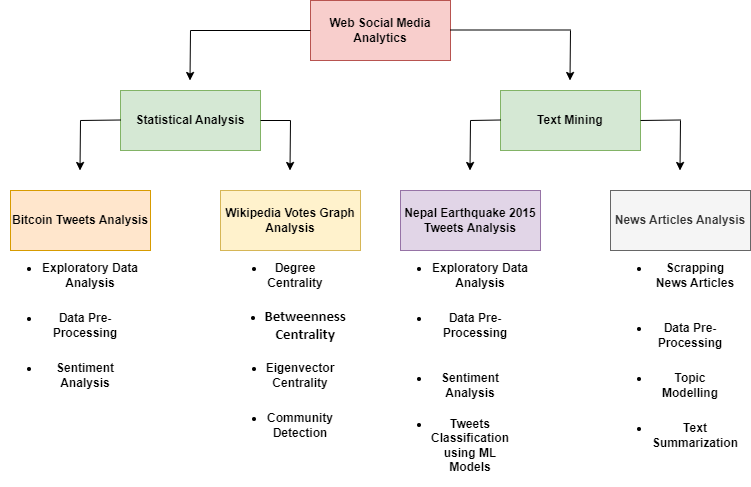 Web Social Media
Analytics
Statistical Analysis
Text Mining
Bitcoin Tweets Analysis
Wikipedia Votes Graph
Analysis
Nepal Earthquake 2015
Tweets Analysis
News Articles Analysis
• Exploratory Data
Analysis
• Data Pre-
Processing
• Sentiment
Analysis
• Degree
Centrality
• Betweenness
Centrality
• Eigenvector
Centrality
• Community
Detection
• Exploratory Data
Analysis
• Data Pre-
Processing
• Sentiment
Analysis
• Tweets
Classification
using ML
Models
• Scrapping
News Articles
• Data Pre-
Processing
• Topic
Modelling
• Text
Summarization